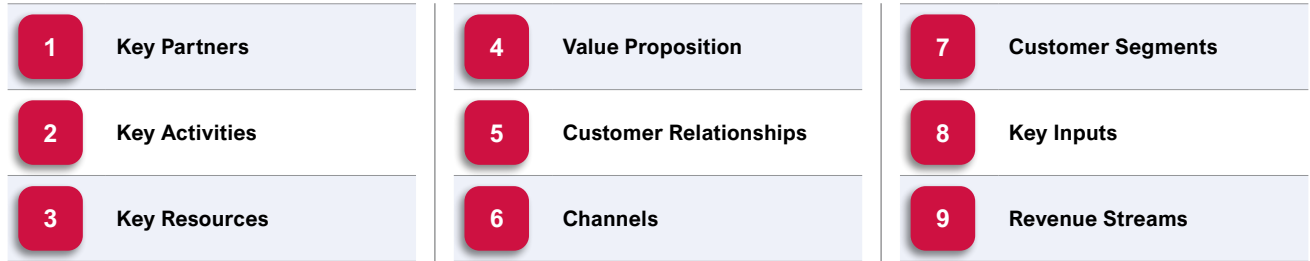 1 Key Partners
2 Key Activities
3 Key Resources
4 Value Proposition
5 Customer Relationships
6 Channels
7 Customer Segments
8 Key Inputs
9 Revenue Streams